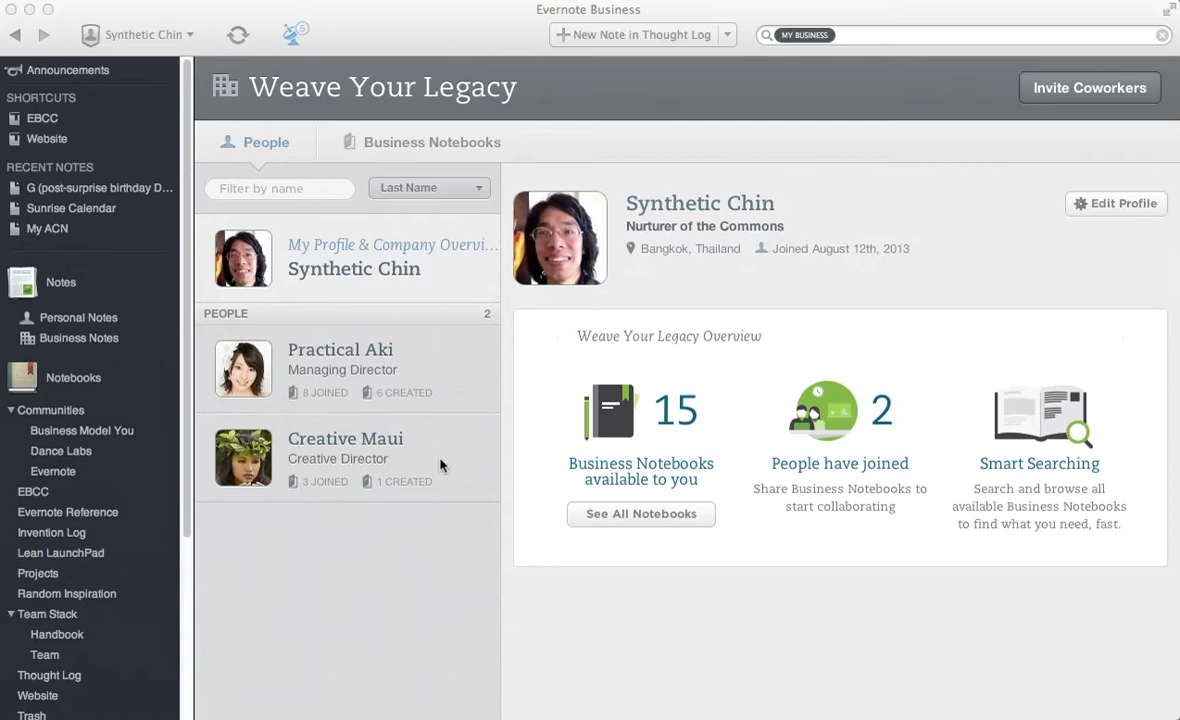 Evernote Business
Synthetic Chin
5
New Note in Thought Log
MY BUSINESS
Announcements
SHORTCUTS
EBCC
Website
RECENT NOTES
G (post-surprise birthday D...
Sunrise Calendar
My ACN
Notes
Personal Notes
Business Notes
Notebooks
Communities
Business Model You
Dance Labs
Evernote
EBCC
Evernote Reference
Invention Log
Lean LaunchPad
Projects
Random Inspiration
Team Stack
Handbook
Team
Thought Log
Website
Trash
Weave Your Legacy
Invite Coworkers
People
Business Notebooks
Filter by name
Last Name
My Profile & Company Overvi...
Synthetic Chin
PEOPLE 2
Practical Aki
Managing Director
8 JOINED 6 CREATED
Creative Maui
Creative Director
3 JOINED 1 CREATED
Synthetic Chin
Nurturer of the Commons
Bangkok, Thailand Joined August 12th, 2013
Edit Profile
Weave Your Legacy Overview
15
Business Notebooks
available to you
See All Notebooks
2
People have joined
Share Business Notebooks to
start collaborating
Smart Searching
Search and browse all
available Business Notebooks
to find what you need, fast.